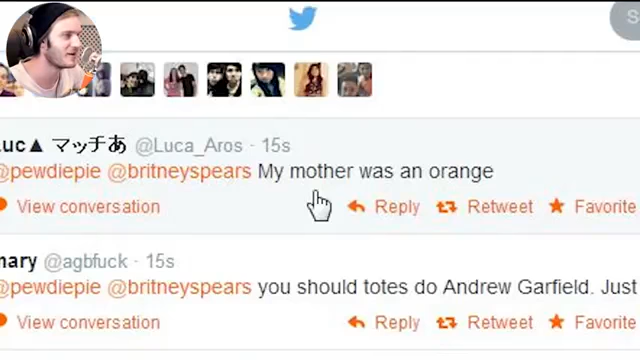 Luc▲ マッチあ @Luca_Aros · 15s
@pewdiepie @britneyspears My mother was an orange
View conversation Reply Retweet Favorite
mary @agbfuck · 15s
@pewdiepie @britneyspears you should totes do Andrew Garfield. Just
View conversation Reply Retweet Favorite